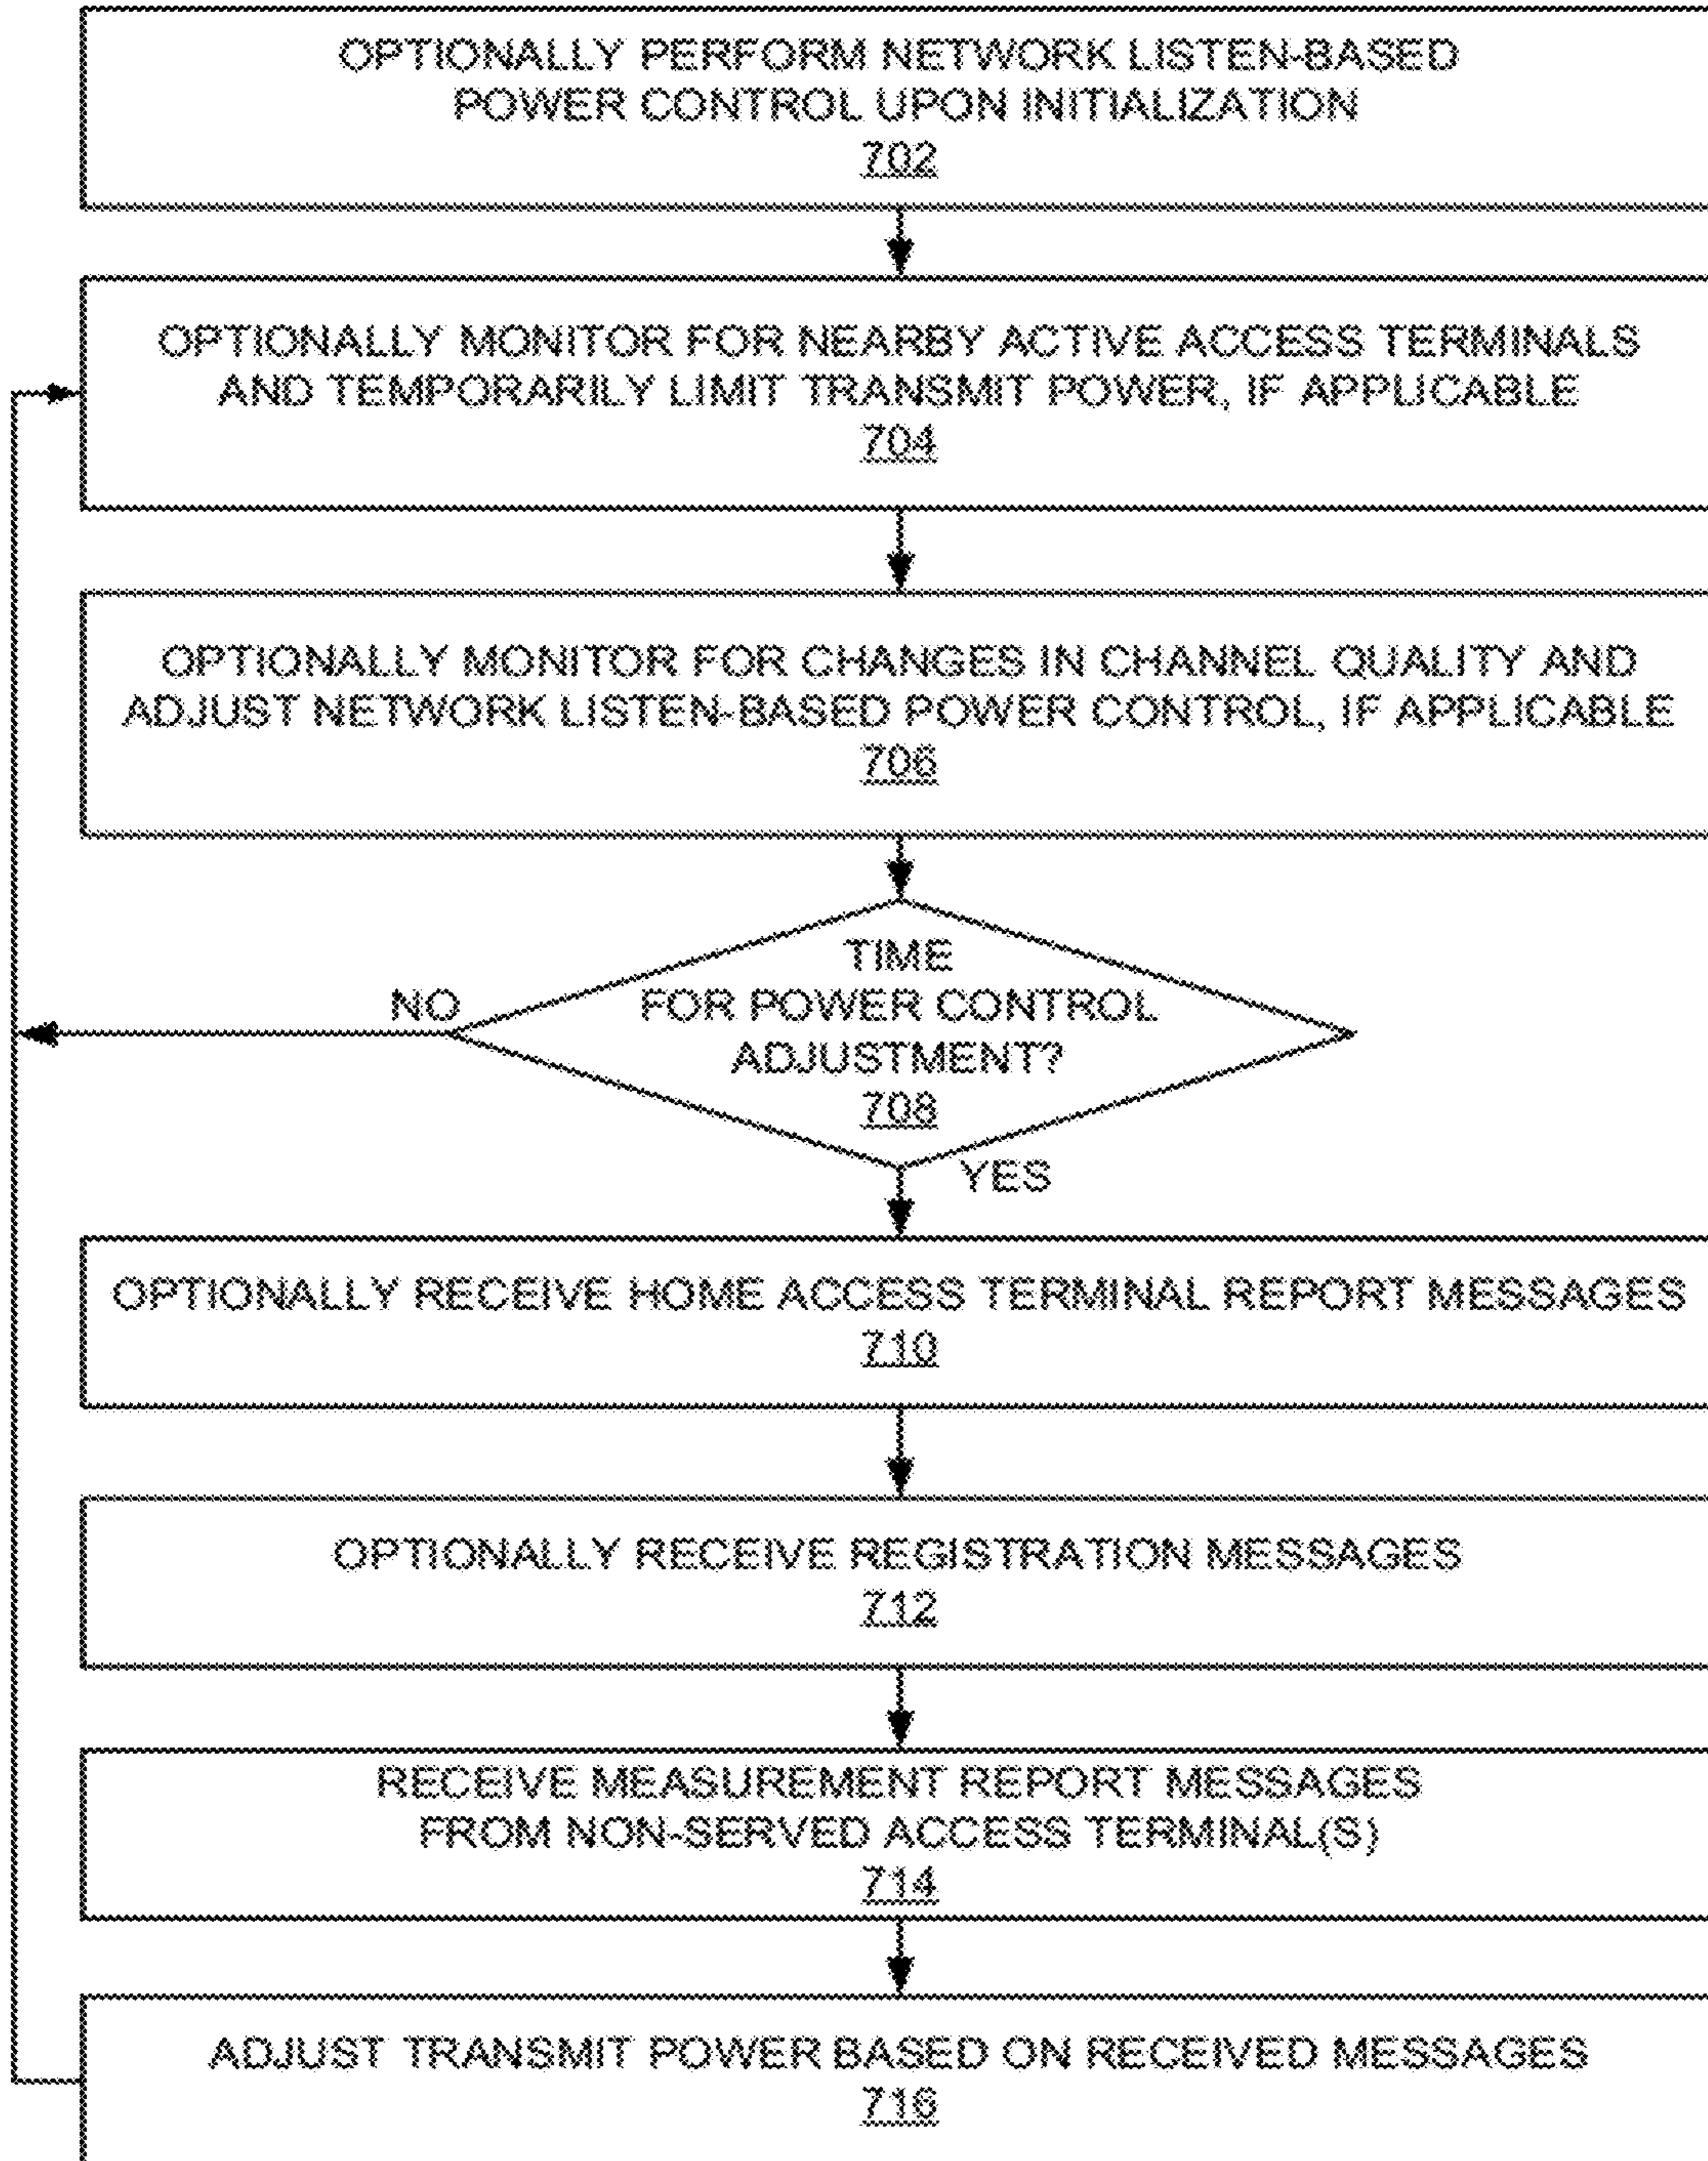 OPTIONALLY PERFORM NETWORK LISTEN-BASED
POWER CONTROL UPON INITIALIZATION
702
OPTIONALLY MONITOR FOR NEARBY ACTIVE ACCESS TERMINALS
AND TEMPORARILY LIMIT TRANSMIT POWER, IF APPLICABLE
704
OPTIONALLY MONITOR FOR CHANGES IN CHANNEL QUALITY AND
ADJUST NETWORK LISTEN-BASED POWER CONTROL, IF APPLICABLE
706
TIME
FOR POWER CONTROL
ADJUSTMENT?
708
NO
YES
OPTIONALLY RECEIVE HOME ACCESS TERMINAL REPORT MESSAGES
710
OPTIONALLY RECEIVE REGISTRATION MESSAGES
712
RECEIVE MEASUREMENT REPORT MESSAGES
FROM NON-SERVED ACCESS TERMINAL(S)
714
ADJUST TRANSMIT POWER BASED ON RECEIVED MESSAGES
716